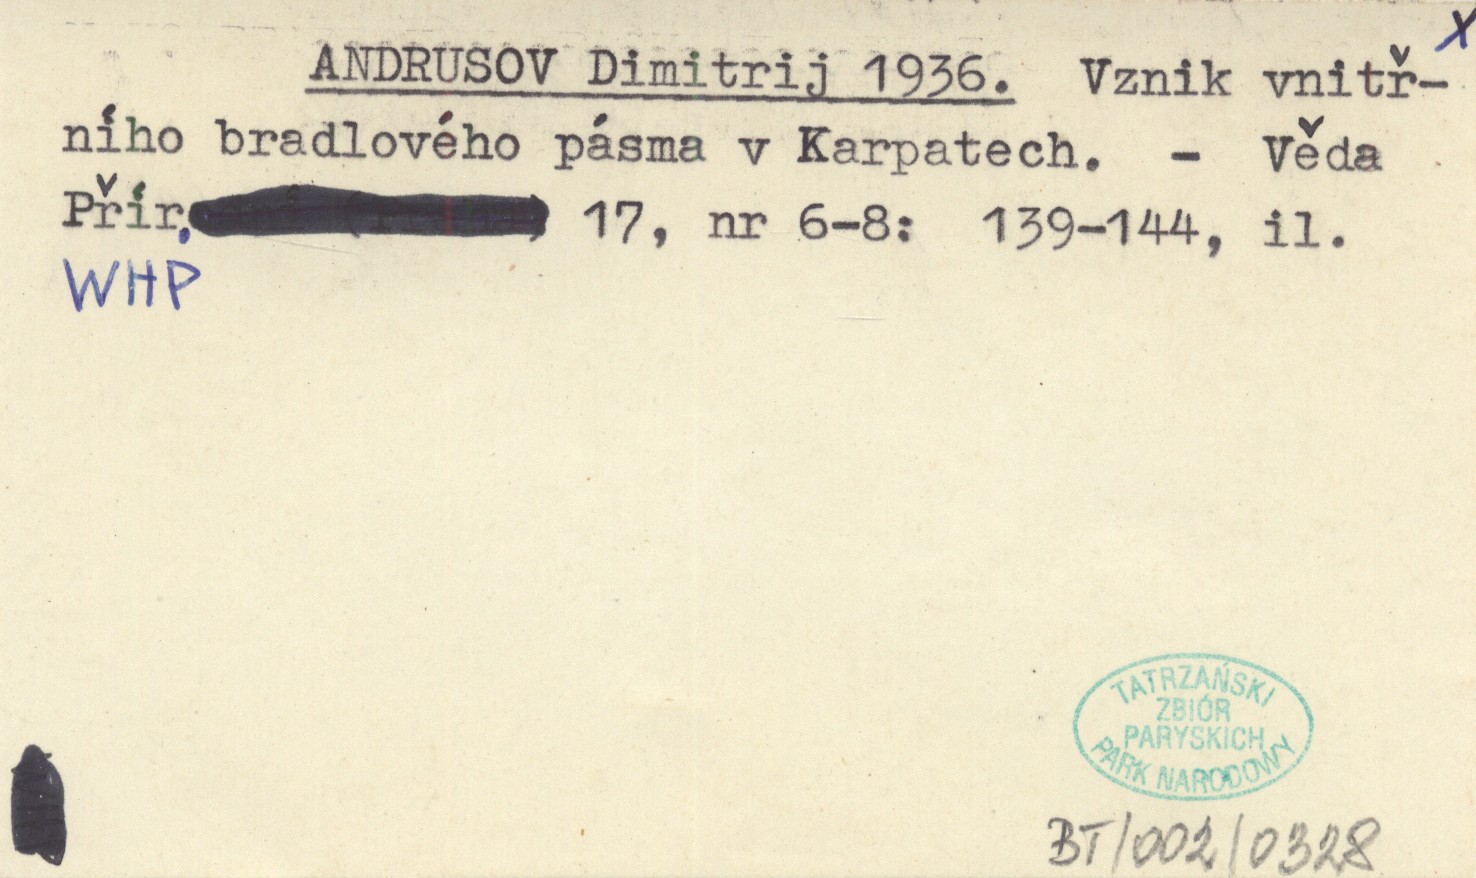 X
ANDRUSOV Dimitrij 1936. Vznik vnitř-
ního bradlového pásma v Karpatech. - Věda
Přír. 17, nr 6-8: 139-144, il.
WHP
TATRZAŃSKI
ZBIÓR
PARYSKICH
PARK NARODOWY
BT/002/0328